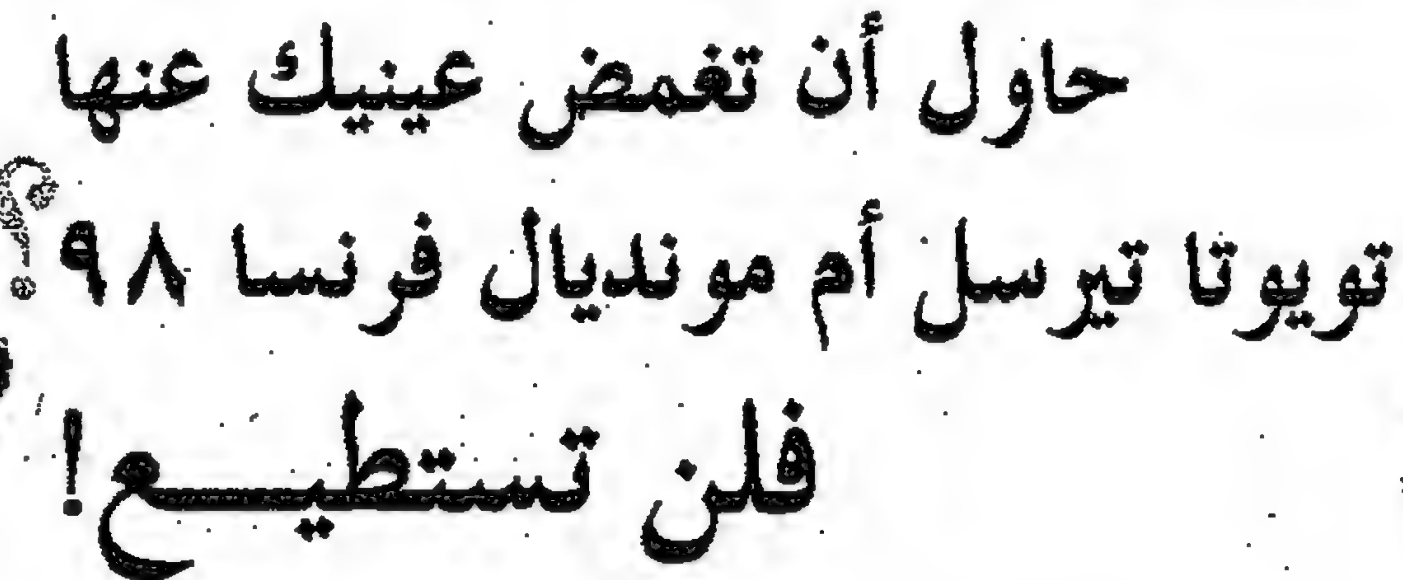 حاول أن تغمض عينيك عنها
تويوتا تيرسل أم مونديال فرنسا ٩٨؟
فلن تستطيع!